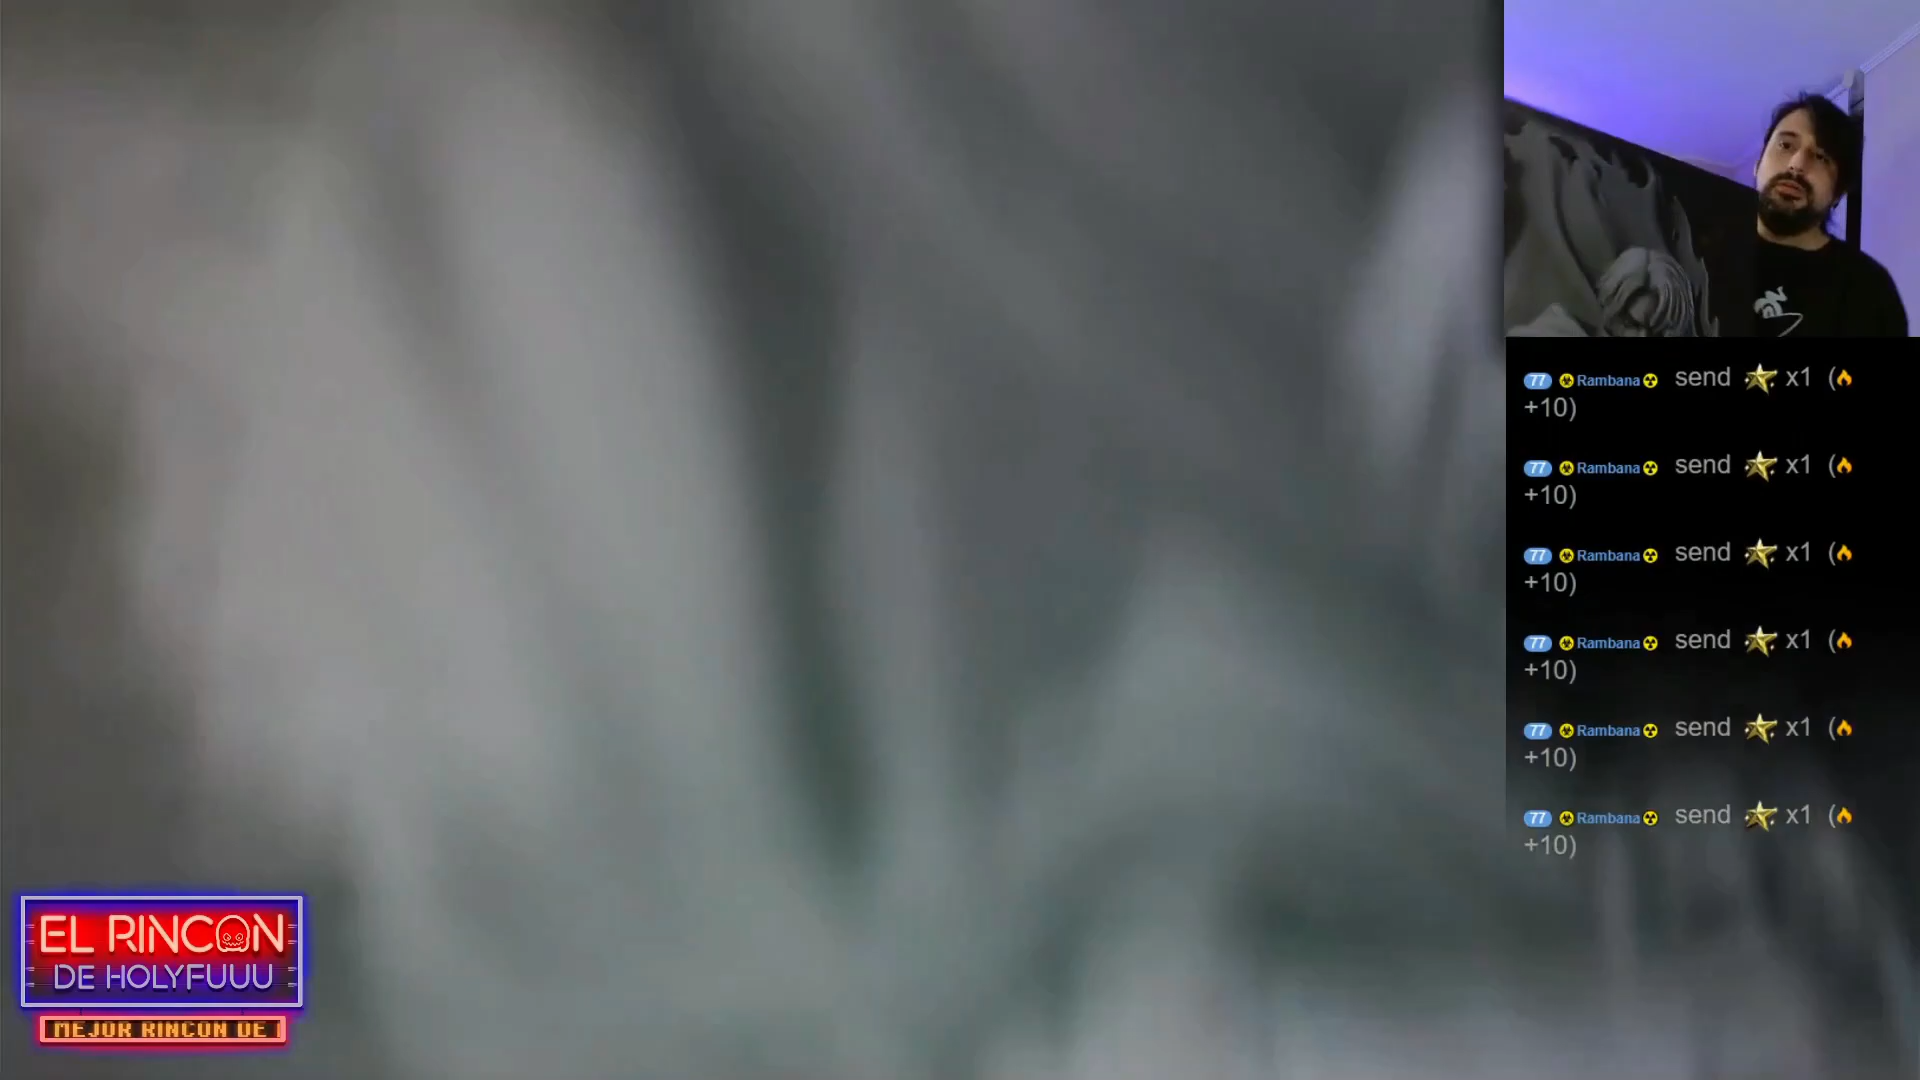 77 Rambana send x1 (
+10)
77 Rambana send x1 (
+10)
77 Rambana send x1 (
+10)
77 Rambana send x1 (
+10)
77 Rambana send x1 (
+10)
77 Rambana send x1 (
+10)
EL RINCON
DE HOLYFUUU
MEJOR RINCON DE